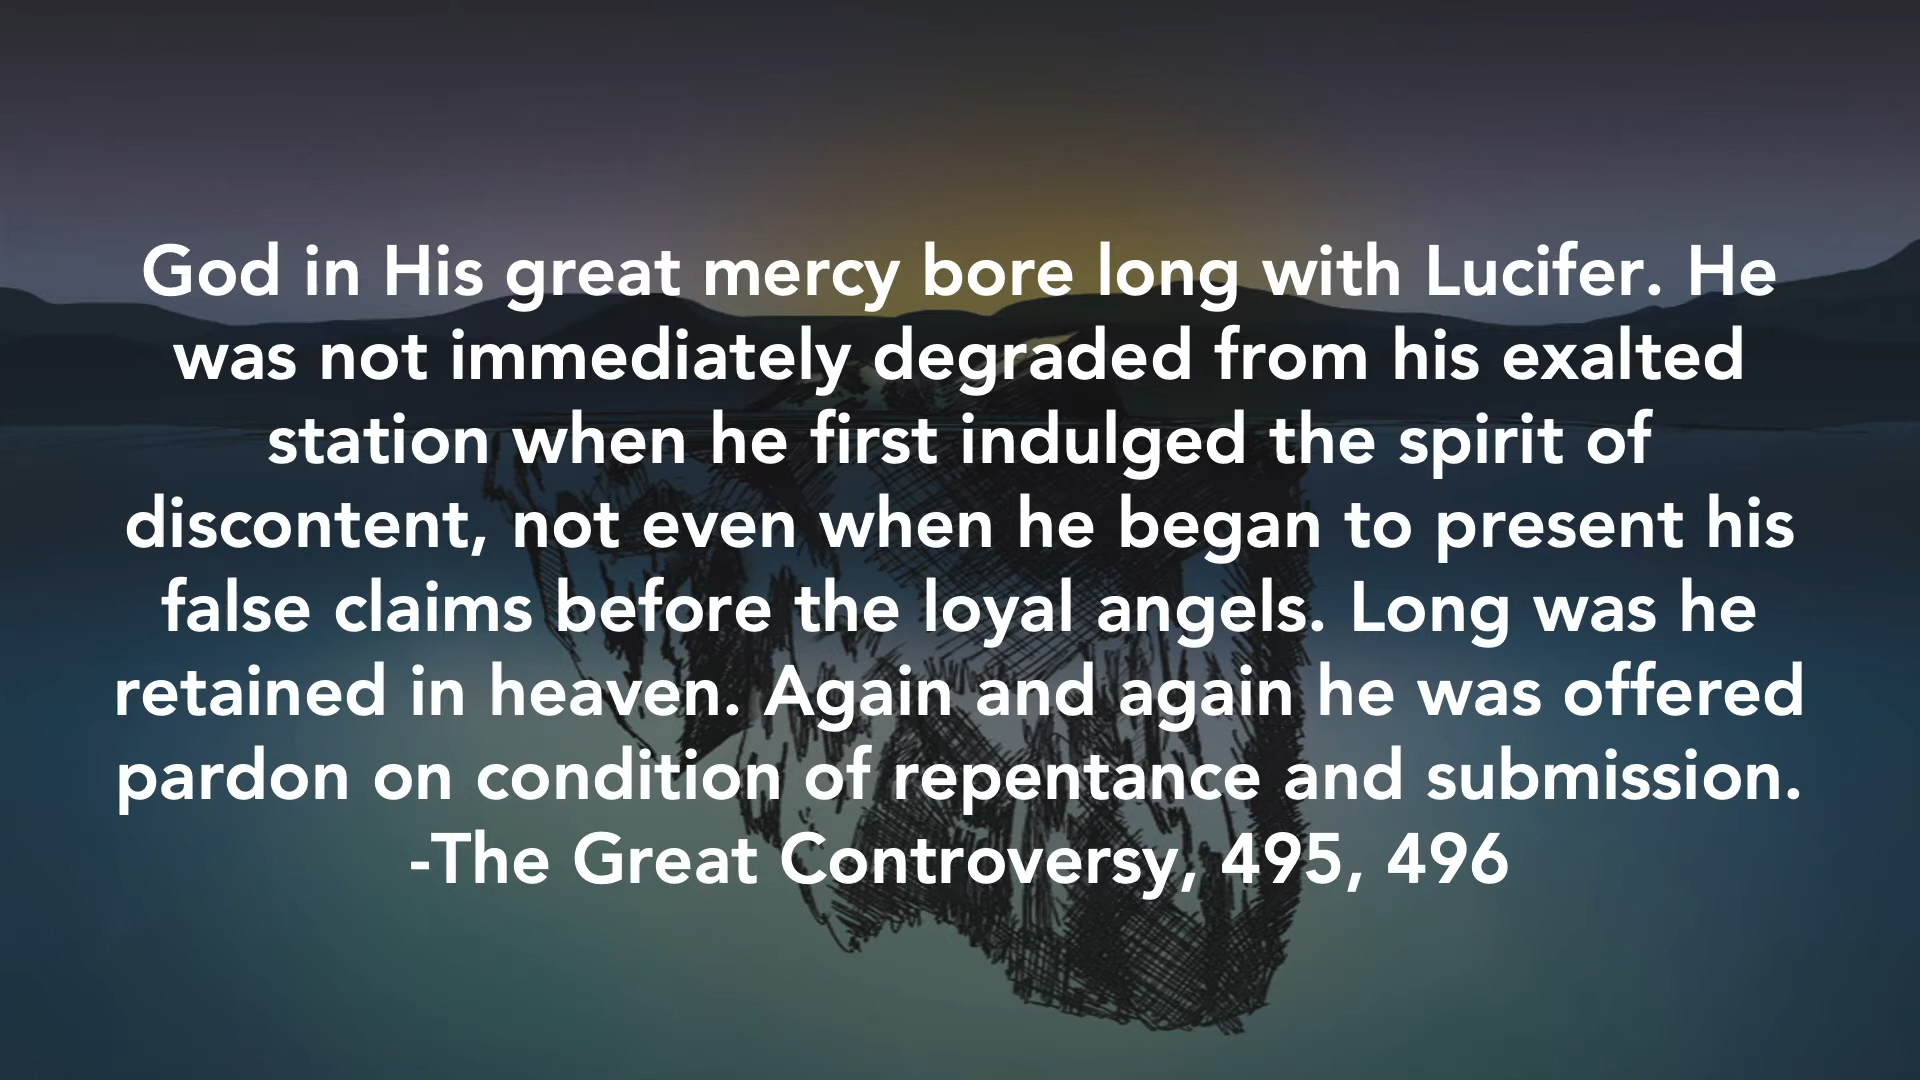 God in His great mercy bore long with Lucifer. He
was not immediately degraded from his exalted
station when he first indulged the spirit of
discontent, not even when he began to present his
false claims before the loyal angels. Long was he
retained in heaven. Again and again he was offered
pardon on condition of repentance and submission.
-The Great Controversy, 495, 496